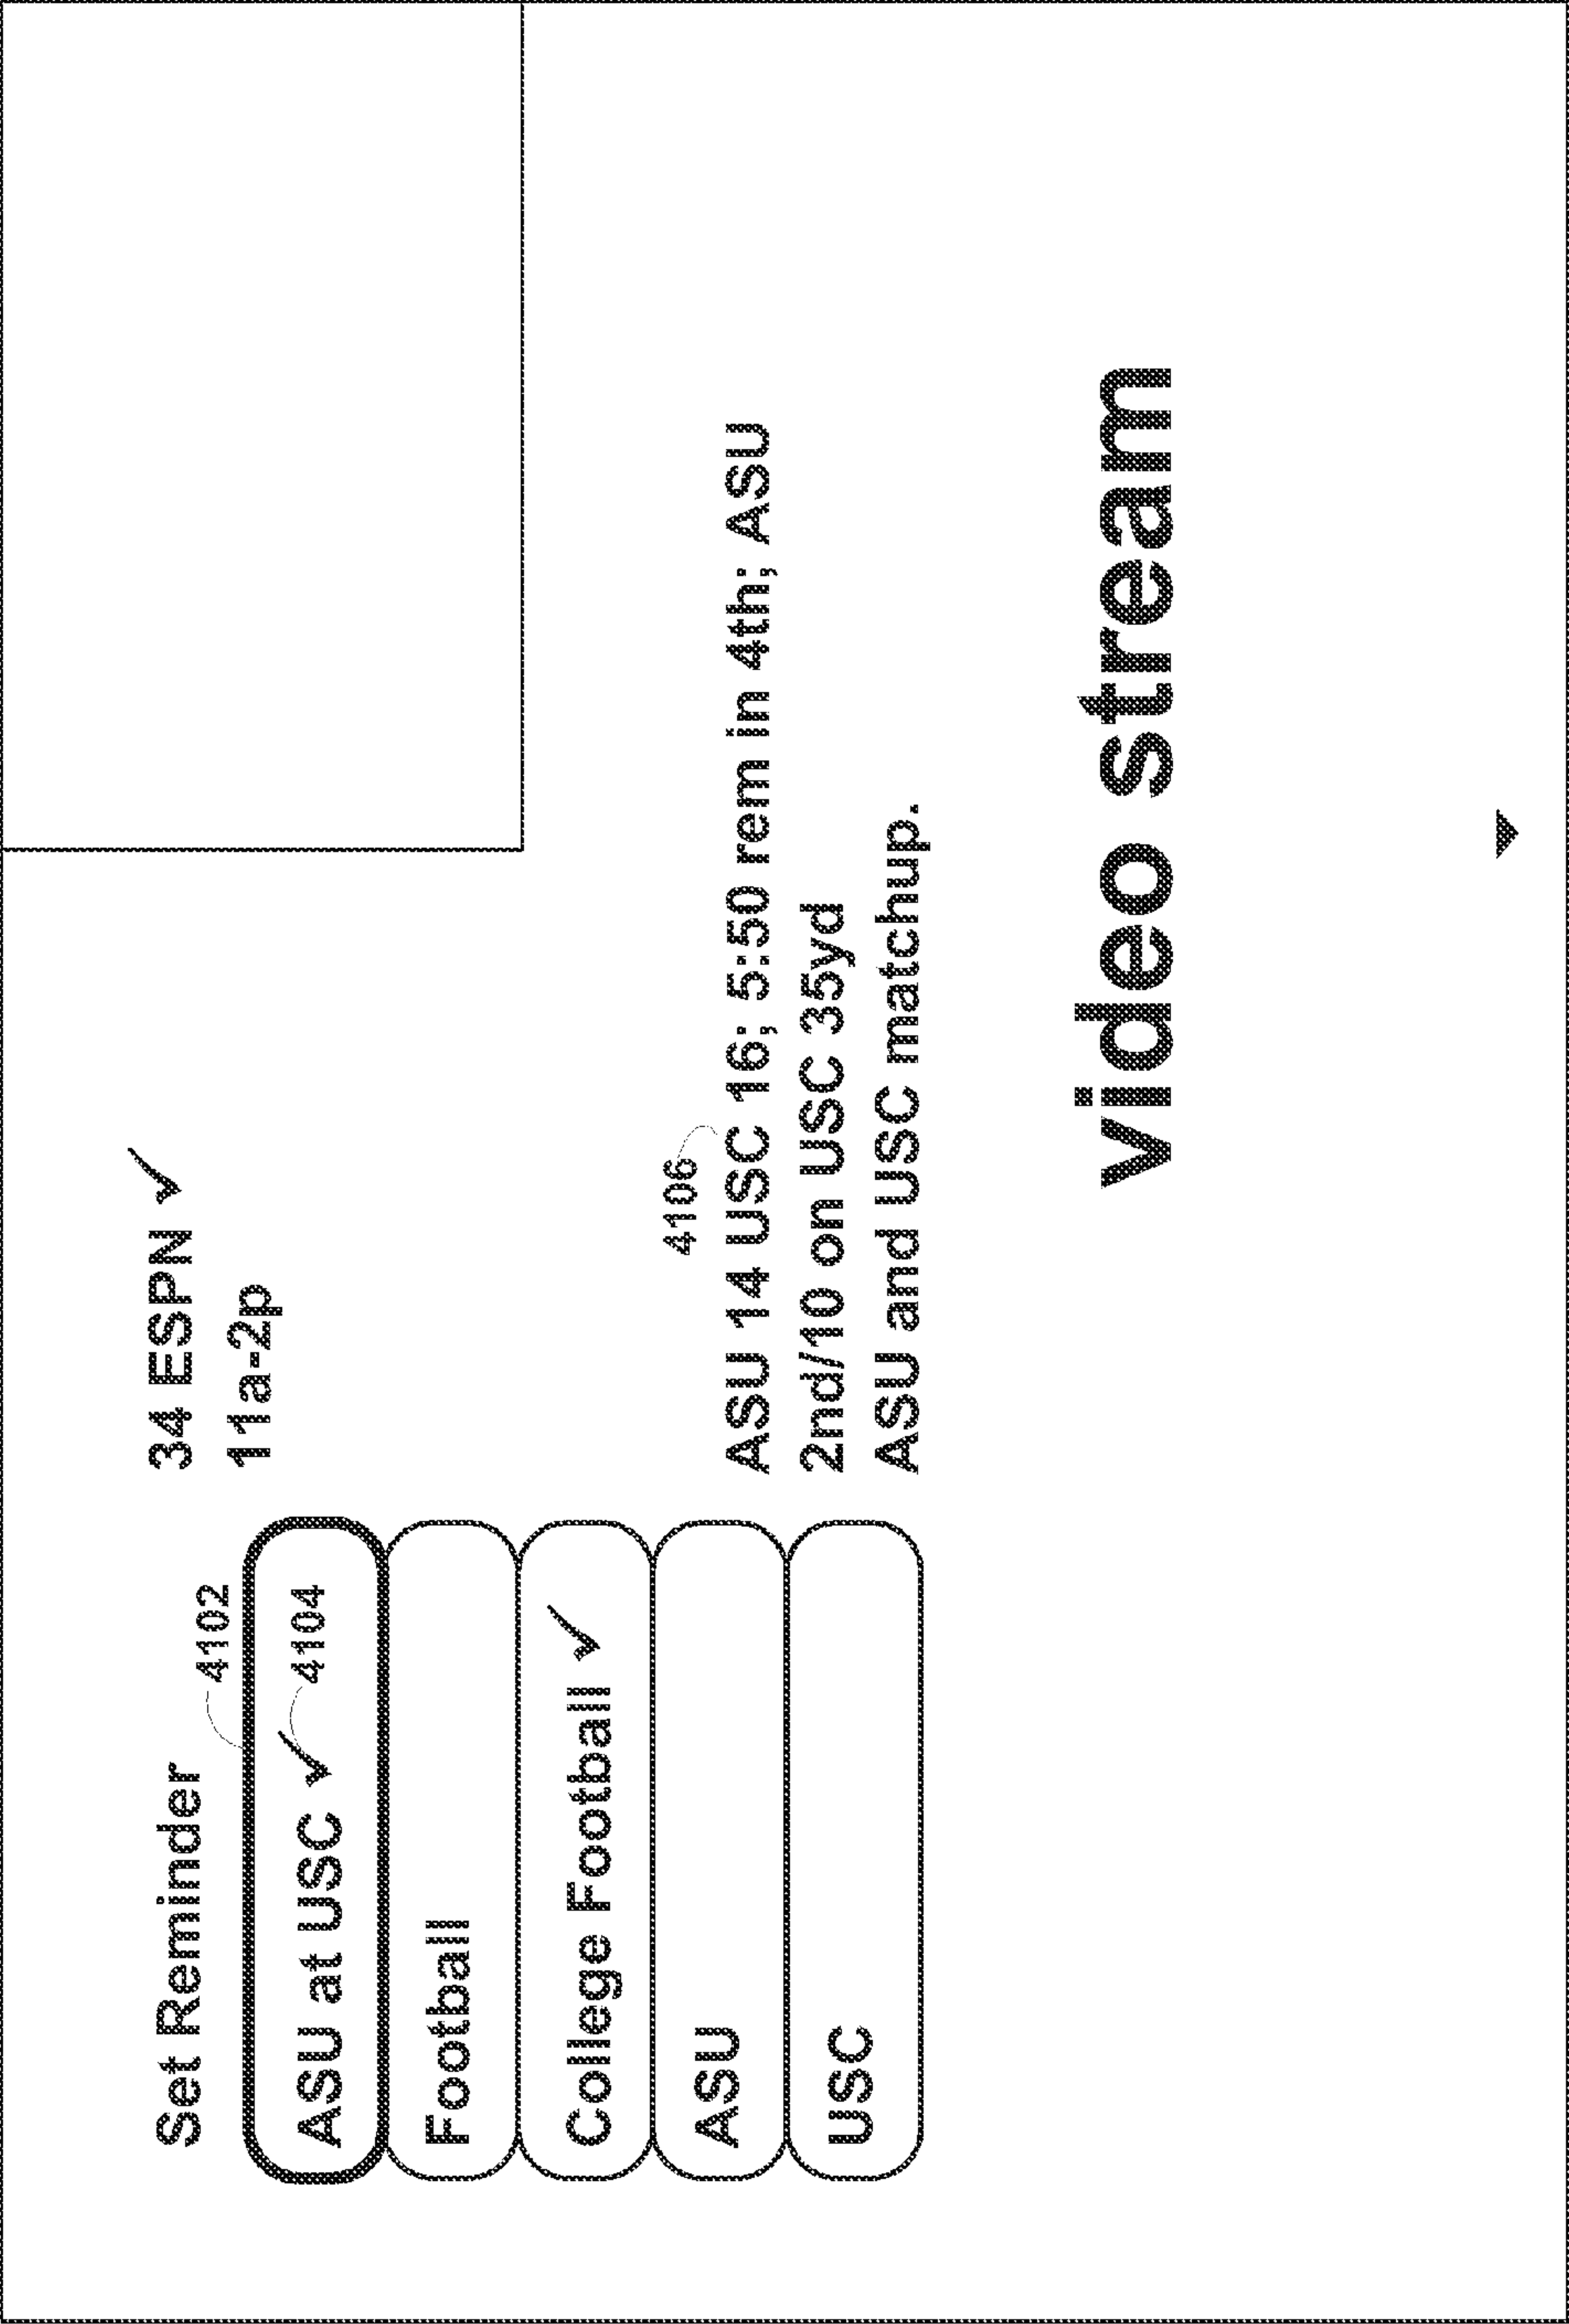 Set Reminder
4102
ASU at USC ✓
4104
Football
College Football ✓
ASU
USC
34 ESPN ✓
11a-2p
4106
ASU 14 USC 16; 5:50 rem in 4th; ASU
2nd/10 on USC 35yd
ASU and USC matchup.
video stream